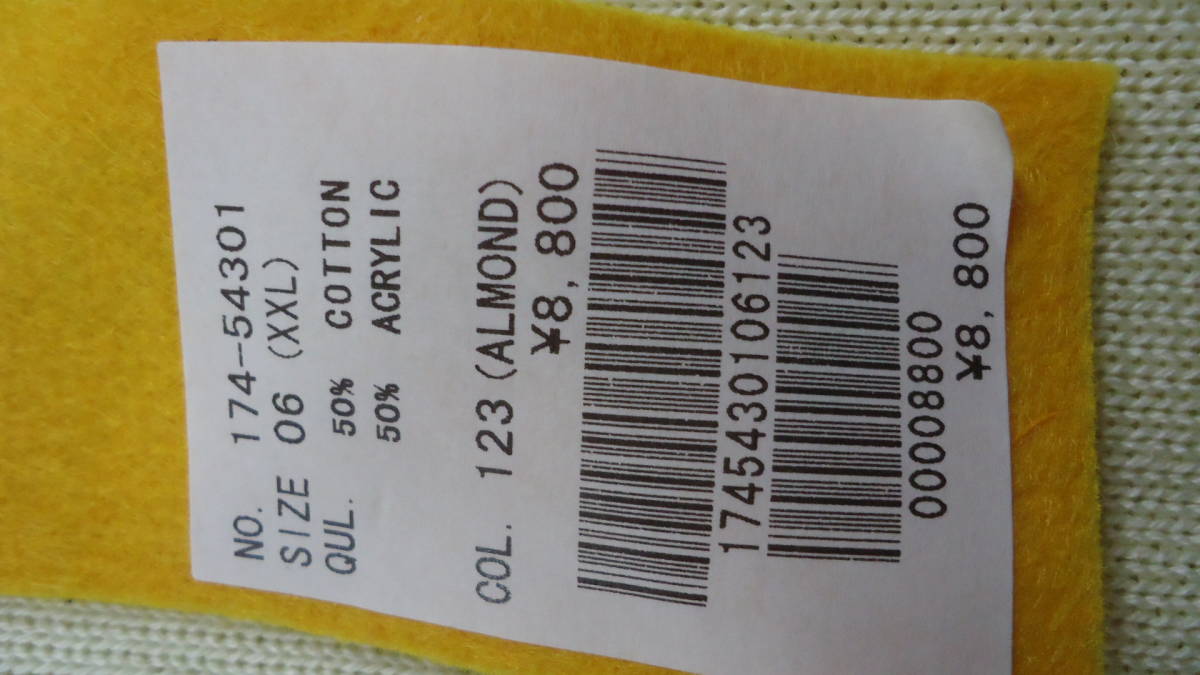 NO. 174-54301
SIZE 06 (XXL)
QUL. 50% COTTON
50% ACRYLIC
COL. 123 (ALMOND)
¥8,800
1745430106123
00008800
¥8,800